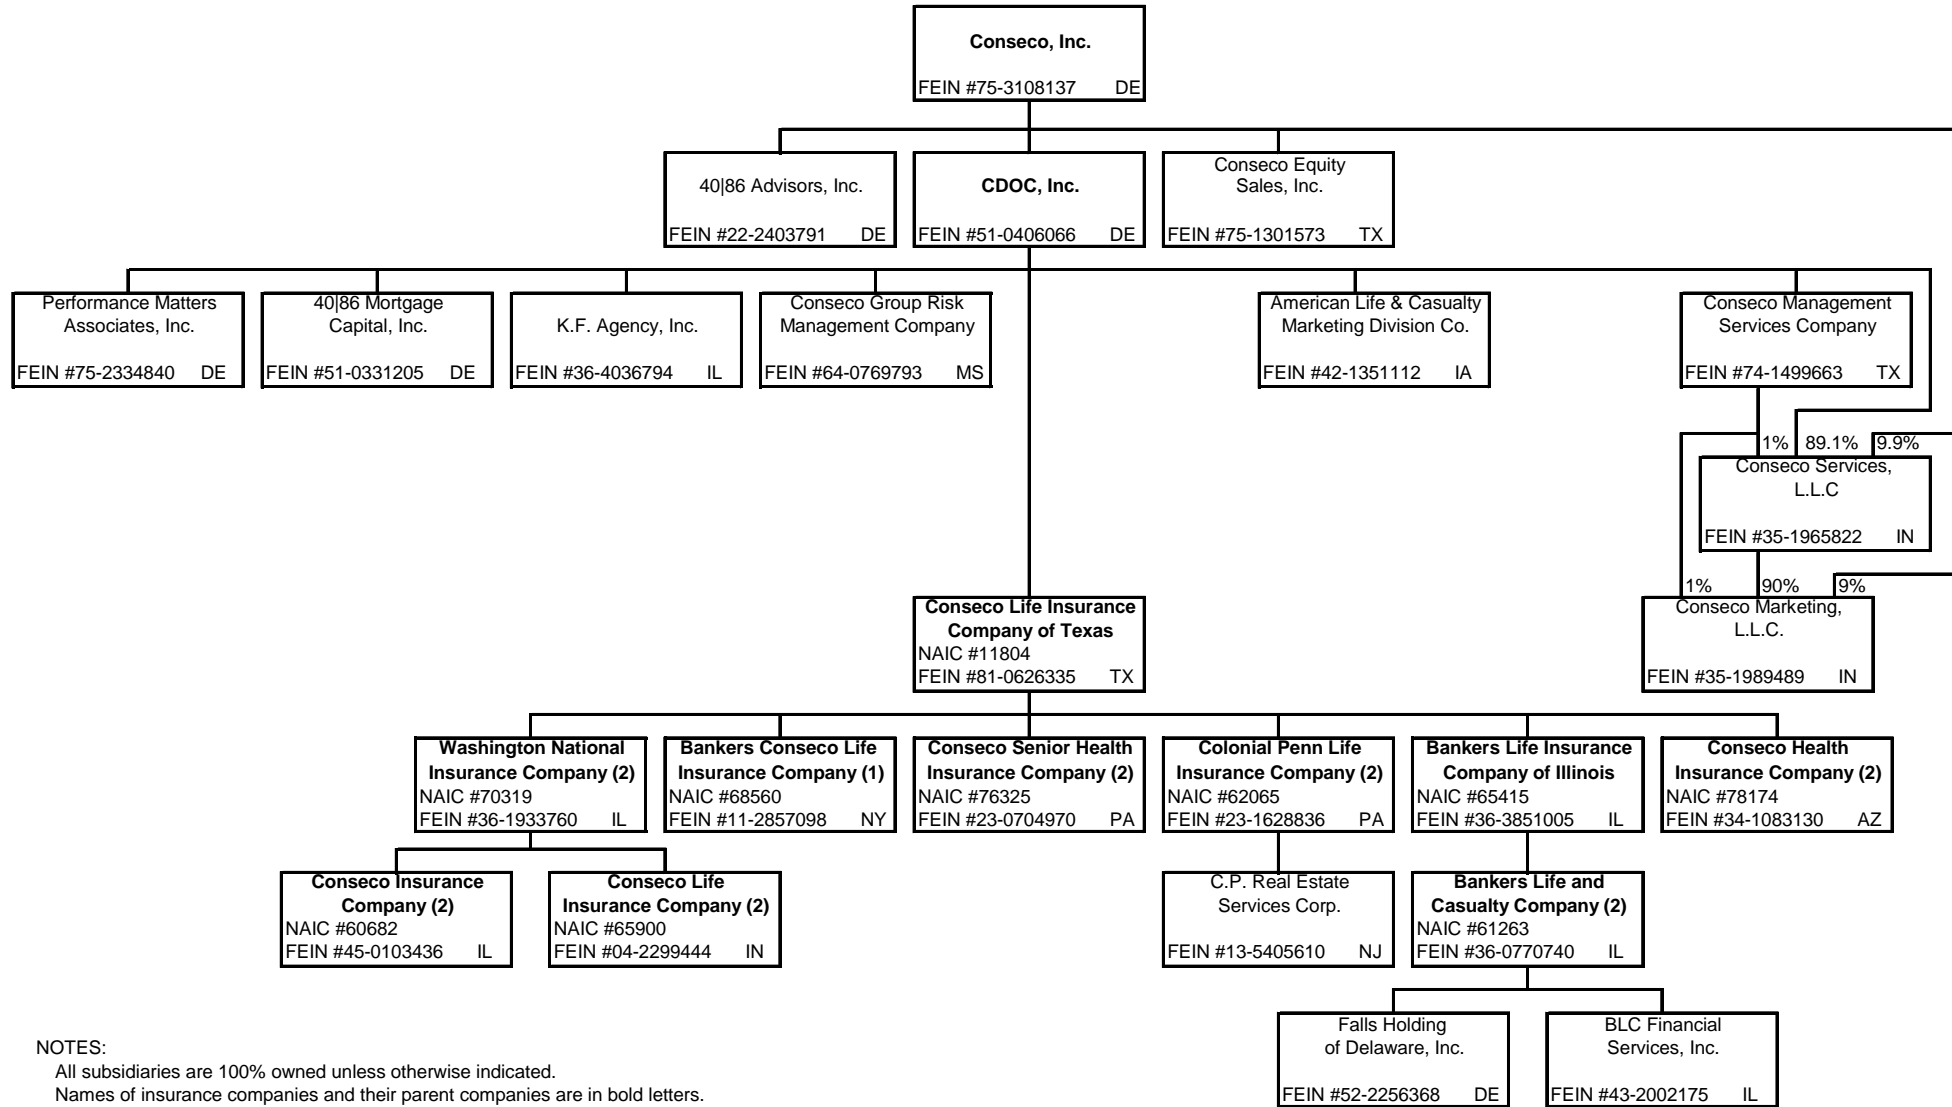 Conseco, Inc.
FEIN #75-3108137 DE
40|86 Advisors, Inc.
FEIN #22-2403791 DE
CDOC, Inc.
FEIN #51-0406066 DE
Conseco Equity
Sales, Inc.
FEIN #75-1301573 TX
Performance Matters
Associates, Inc.
FEIN #75-2334840 DE
40|86 Mortgage
Capital, Inc.
FEIN #51-0331205 DE
K.F. Agency, Inc.
FEIN #36-4036794 IL
Conseco Group Risk
Management Company
FEIN #64-0769793 MS
American Life & Casualty
Marketing Division Co.
FEIN #42-1351112 IA
Conseco Management
Services Company
FEIN #74-1499663 TX
1% 89.1% 9.9%
Conseco Services,
L.L.C
FEIN #35-1965822 IN
1% 90% 9%
Conseco Marketing,
L.L.C.
FEIN #35-1989489 IN
Conseco Life Insurance
Company of Texas
NAIC #11804
FEIN #81-0626335 TX
Washington National
Insurance Company (2)
NAIC #70319
FEIN #36-1933760 IL
Bankers Conseco Life
Insurance Company (1)
NAIC #68560
FEIN #11-2857098 NY
Conseco Senior Health
Insurance Company (2)
NAIC #76325
FEIN #23-0704970 PA
Colonial Penn Life
Insurance Company (2)
NAIC #62065
FEIN #23-1628836 PA
Bankers Life Insurance
Company of Illinois
NAIC #65415
FEIN #36-3851005 IL
Conseco Health
Insurance Company (2)
NAIC #78174
FEIN #34-1083130 AZ
Conseco Insurance
Company (2)
NAIC #60682
FEIN #45-0103436 IL
Conseco Life
Insurance Company (2)
NAIC #65900
FEIN #04-2299444 IN
C.P. Real Estate
Services Corp.
FEIN #13-5405610 NJ
Bankers Life and
Casualty Company (2)
NAIC #61263
FEIN #36-0770740 IL
Falls Holding
of Delaware, Inc.
FEIN #52-2256368 DE
BLC Financial
Services, Inc.
FEIN #43-2002175 IL
NOTES:
All subsidiaries are 100% owned unless otherwise indicated.
Names of insurance companies and their parent companies are in bold letters.